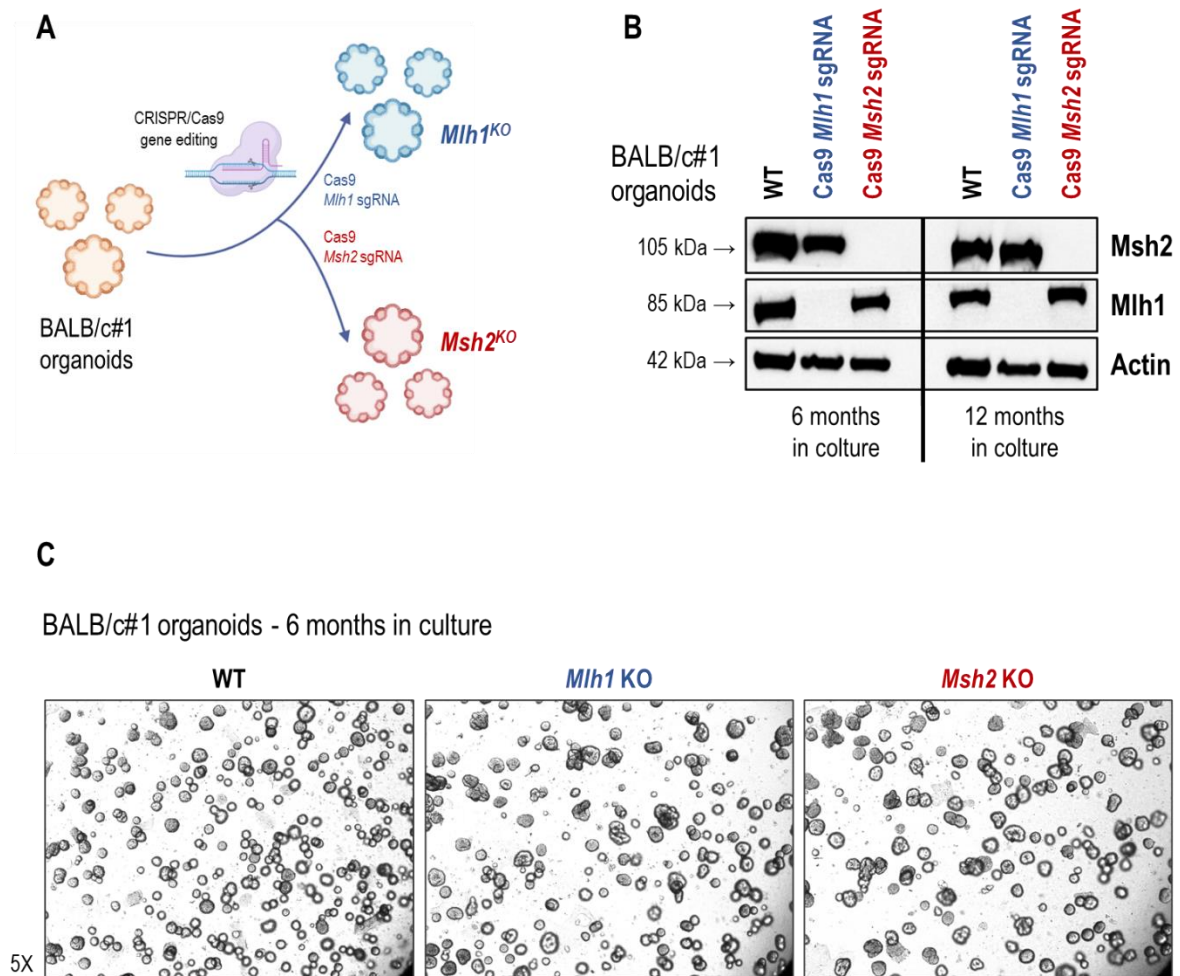 A
CRISPR/Cas9
gene editing
Mlh1KO
Cas9
Mlh1 sgRNA
Cas9
Msh2 sgRNA
BALB/c#1
organoids
Msh2KO
B
BALB/c#1
organoids
WT
Cas9 Mlh1 sgRNA
Cas9 Msh2 sgRNA
WT
Cas9 Mlh1 sgRNA
Cas9 Msh2 sgRNA
105 kDa →
Msh2
85 kDa →
Mlh1
42 kDa →
Actin
6 months
in colture
12 months
in colture
C
BALB/c#1 organoids - 6 months in culture
WT
Mlh1 KO
Msh2 KO
5X